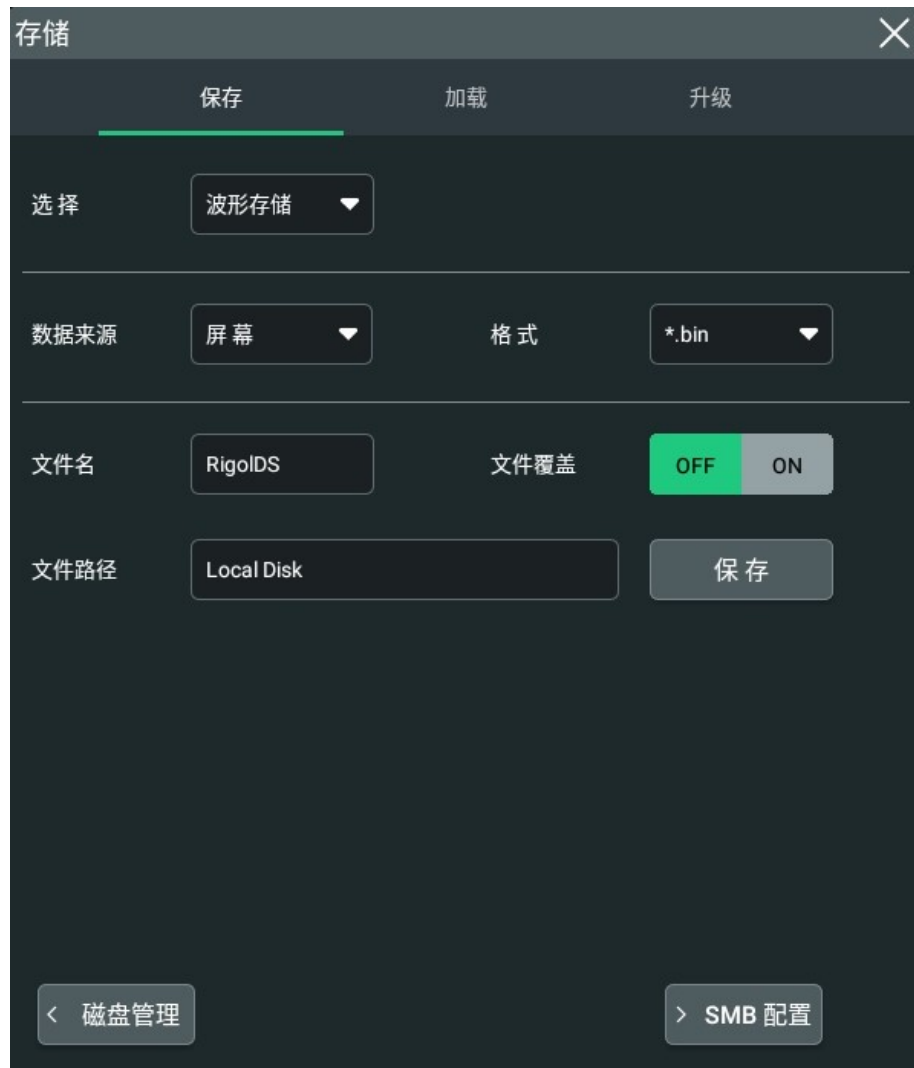 存储
保存 加载 升级
选择 波形存储
数据来源 屏幕 格式 *.bin
文件名 RigolDS 文件覆盖 OFF ON
文件路径 Local Disk 保存
< 磁盘管理 > SMB 配置